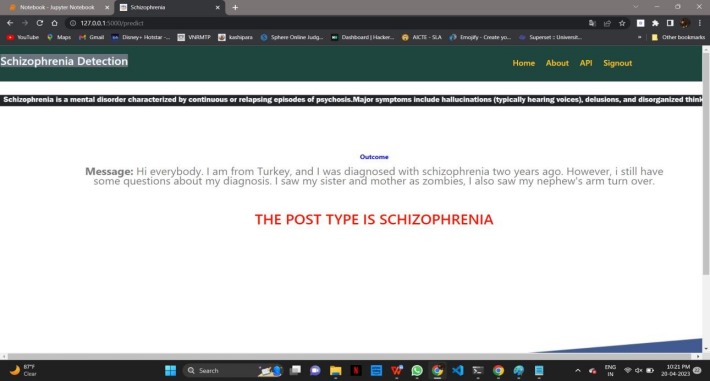 Notebook - Jupyter Notebook
Schizophrenia
127.0.0.1:5000/predict
YouTube
Maps
Gmail
Disney+ Hotstar -...
VNRMTP
kashipara
Sphere Online Judg...
Dashboard | Hacker...
AICTE - SLA
Emojify - Create yo...
Superset :: Universit...
»
Other bookmarks
Schizophrenia Detection
Home About API Signout
Schizophrenia is a mental disorder characterized by continuous or relapsing episodes of psychosis.Major symptoms include hallucinations (typically hearing voices), delusions, and disorganized think
Outcome
Message: Hi everybody. I am from Turkey, and I was diagnosed with schizophrenia two years ago. However, i still have
some questions about my diagnosis. I saw my sister and mother as zombies, I also saw my nephew's arm turn over.
THE POST TYPE IS SCHIZOPHRENIA
87°F
Clear
Search
ENG
IN
10:21 PM
20-04-2023